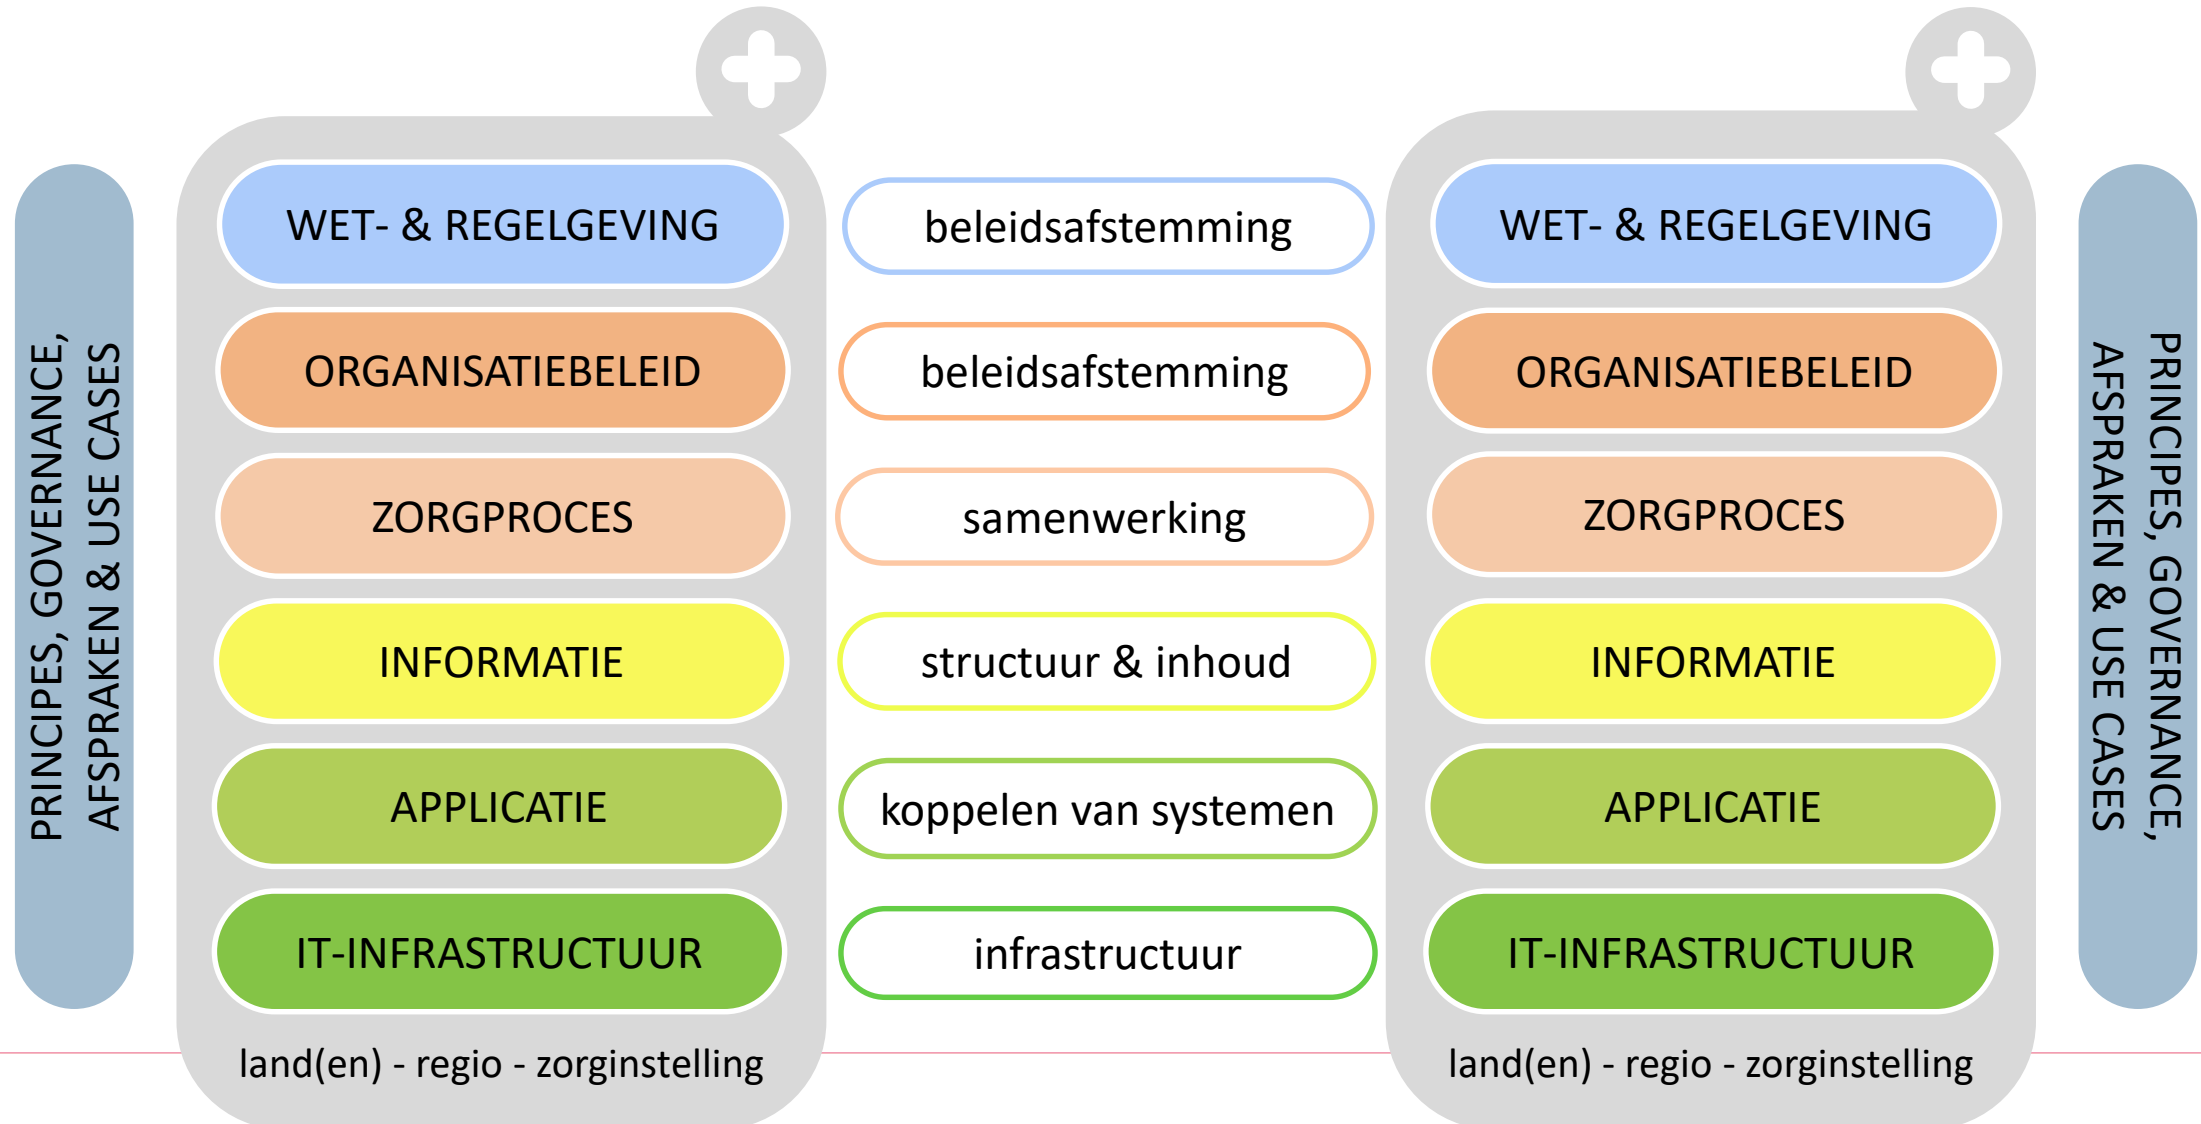 PRINCIPES, GOVERNANCE,
AFSPRAKEN & USE CASES
WET- & REGELGEVING
ORGANISATIEBELEID
ZORGPROCES
INFORMATIE
APPLICATIE
IT-INFRASTRUCTUUR
land(en) - regio - zorginstelling
beleidsafstemming
beleidsafstemming
samenwerking
structuur & inhoud
koppelen van systemen
infrastructuur
WET- & REGELGEVING
ORGANISATIEBELEID
ZORGPROCES
INFORMATIE
APPLICATIE
IT-INFRASTRUCTUUR
land(en) - regio - zorginstelling
PRINCIPES, GOVERNANCE,
AFSPRAKEN & USE CASES